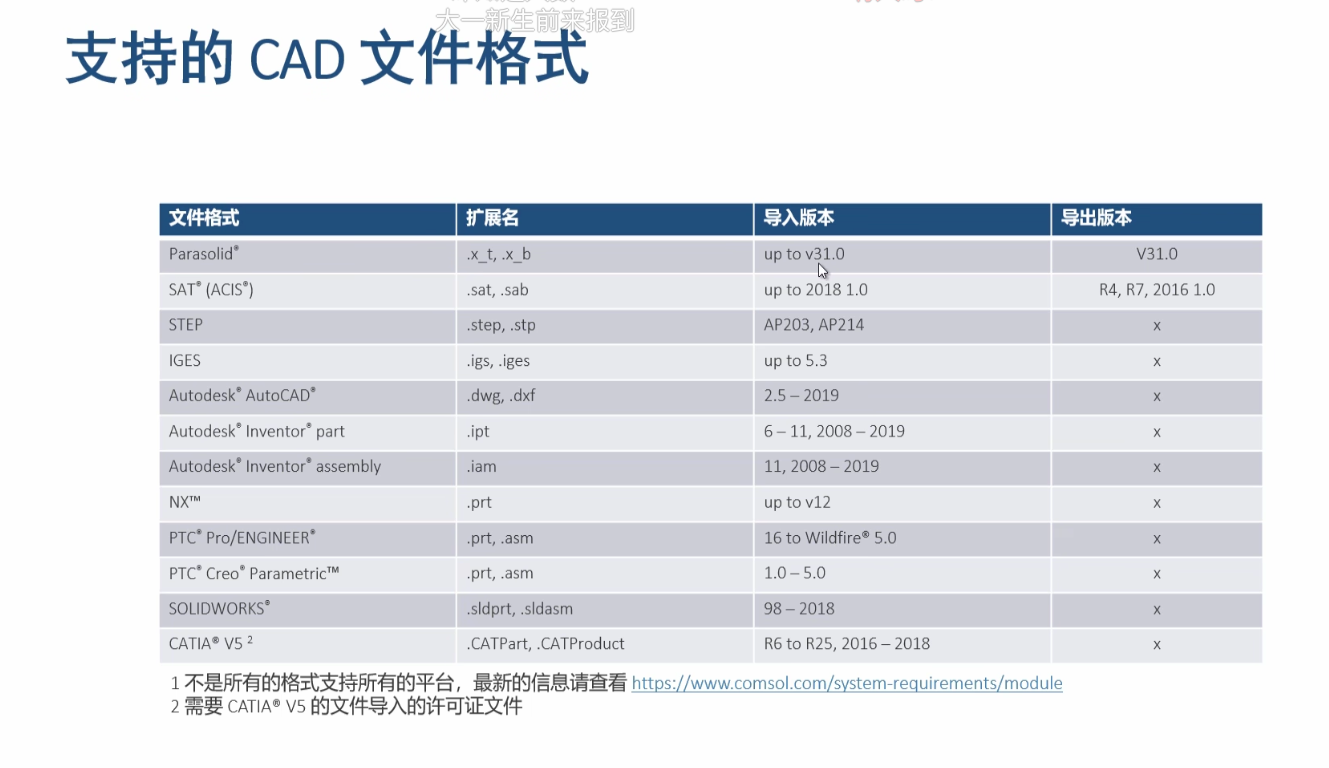 大一新生前来报到
支持的 CAD 文件格式
文件格式 扩展名 导入版本 导出版本
Parasolid® .x_t, .x_b up to v31.0 V31.0
SAT® (ACIS®) .sat, .sab up to 2018 1.0 R4, R7, 2016 1.0
STEP .step, .stp AP203, AP214 x
IGES .igs, .iges up to 5.3 x
Autodesk® AutoCAD® .dwg, .dxf 2.5 – 2019 x
Autodesk® Inventor® part .ipt 6 – 11, 2008 – 2019 x
Autodesk® Inventor® assembly .iam 11, 2008 – 2019 x
NX™ .prt up to v12 x
PTC® Pro/ENGINEER® .prt, .asm 16 to Wildfire® 5.0 x
PTC® Creo® Parametric™ .prt, .asm 1.0 – 5.0 x
SOLIDWORKS® .sldprt, .sldasm 98 – 2018 x
CATIA® V5 2 .CATPart, .CATProduct R6 to R25, 2016 – 2018 x
1 不是所有的格式支持所有的平台，最新的信息请查看 https://www.comsol.com/system-requirements/module
2 需要 CATIA® V5 的文件导入的许可证文件